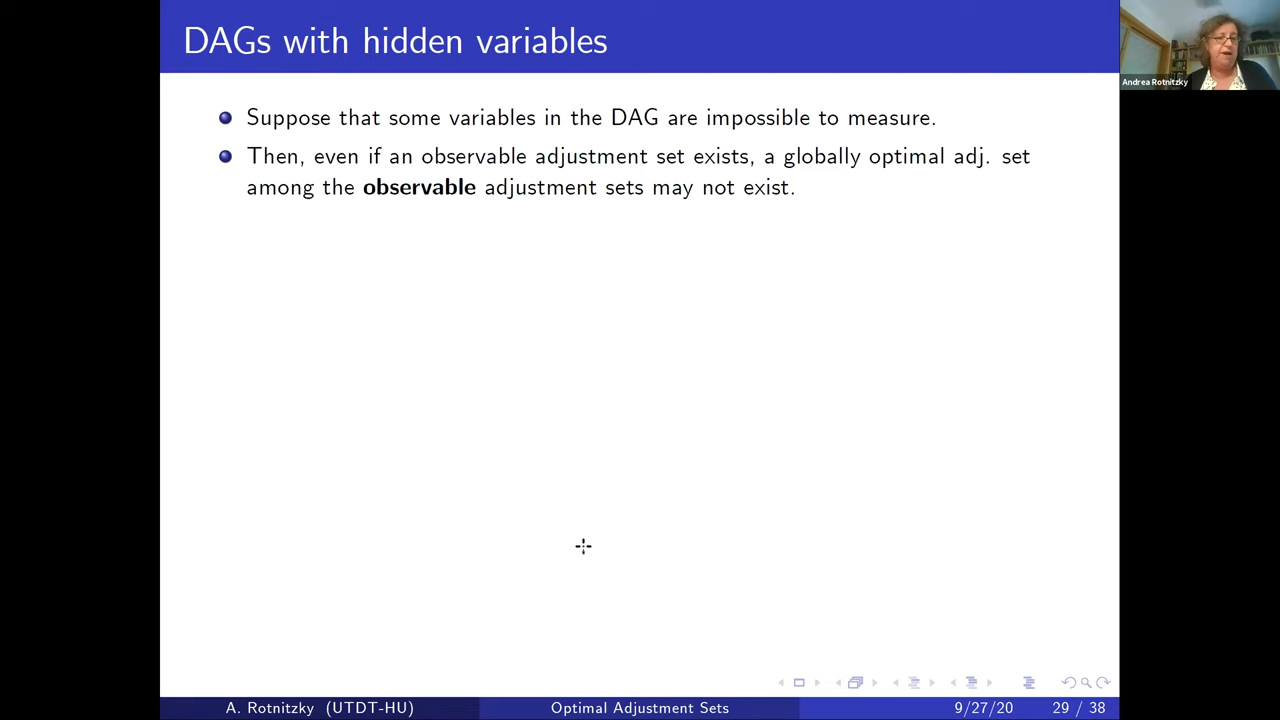 DAGs with hidden variables
Andrea Rotnitzky
Suppose that some variables in the DAG are impossible to measure.
Then, even if an observable adjustment set exists, a globally optimal adj. set
among the observable adjustment sets may not exist.
A. Rotnitzky (UTDT-HU)
Optimal Adjustment Sets
9/27/20
29 / 38